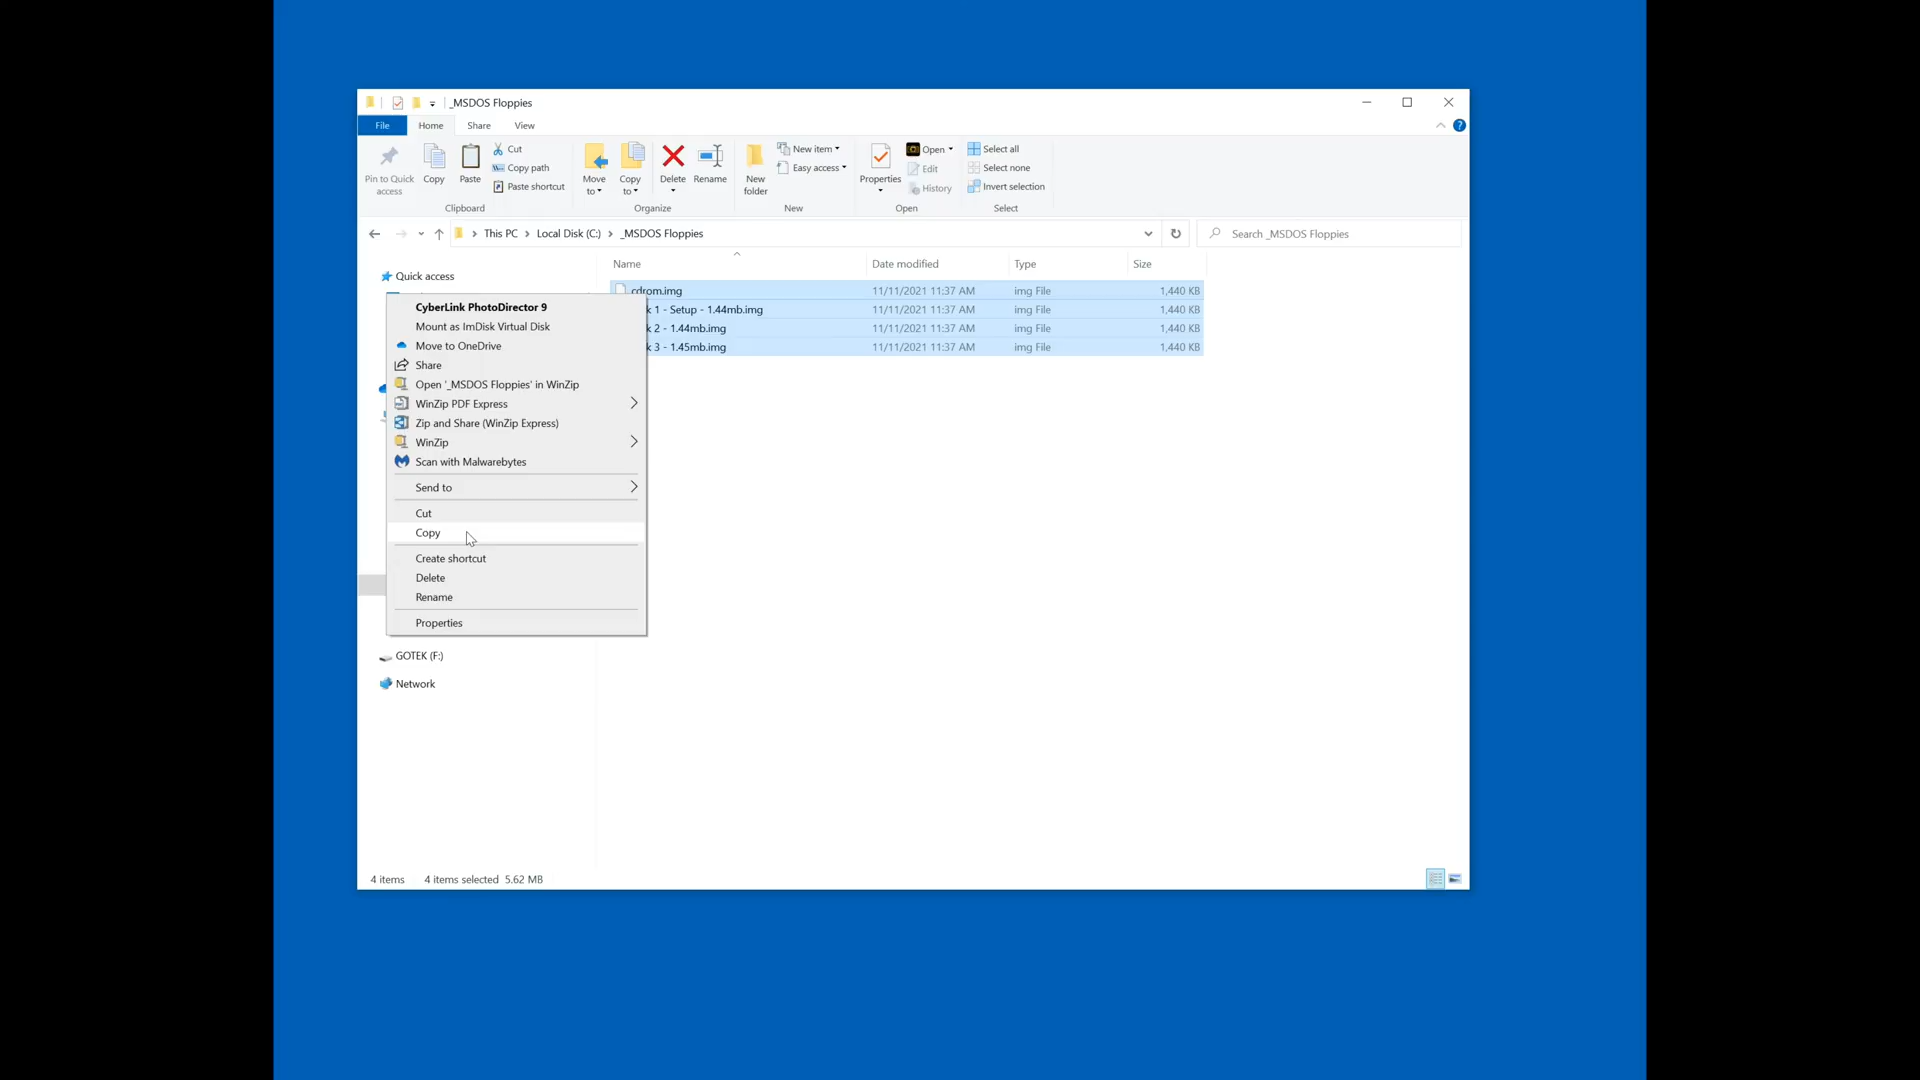 _MSDOS Floppies
File Home Share View
Pin to Quick access
Copy
Paste
Cut
Copy path
Paste shortcut
Clipboard
Move to
Copy to
Delete
Rename
Organize
New folder
New item
Easy access
New
Properties
Open
Edit
History
Open
Select all
Select none
Invert selection
Select
This PC > Local Disk (C:) > _MSDOS Floppies
Search _MSDOS Floppies
Quick access
Name Date modified Type Size
cdrom.img 11/11/2021 11:37 AM img File 1,440 KB
k 1 - Setup - 1.44mb.img 11/11/2021 11:37 AM img File 1,440 KB
k 2 - 1.44mb.img 11/11/2021 11:37 AM img File 1,440 KB
k 3 - 1.45mb.img 11/11/2021 11:37 AM img File 1,440 KB
CyberLink PhotoDirector 9
Mount as ImDisk Virtual Disk
Move to OneDrive
Share
Open '_MSDOS Floppies' in WinZip
WinZip PDF Express
Zip and Share (WinZip Express)
WinZip
Scan with Malwarebytes
Send to
Cut
Copy
Create shortcut
Delete
Rename
Properties
GOTEK (F:)
Network
4 items 4 items selected 5.62 MB